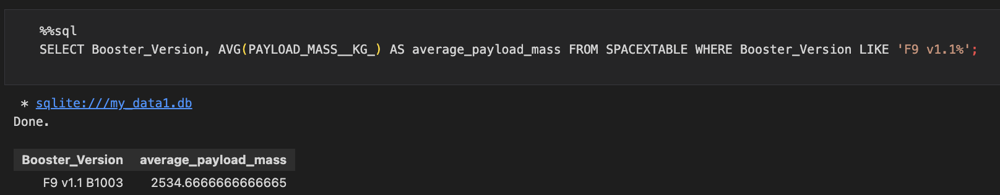 %%sql
SELECT Booster_Version, AVG(PAYLOAD_MASS__KG_) AS average_payload_mass FROM SPACEXTABLE WHERE Booster_Version LIKE 'F9 v1.1%';
* sqlite:///my_data1.db
Done.
Booster_Version average_payload_mass
F9 v1.1 B1003 2534.6666666666665